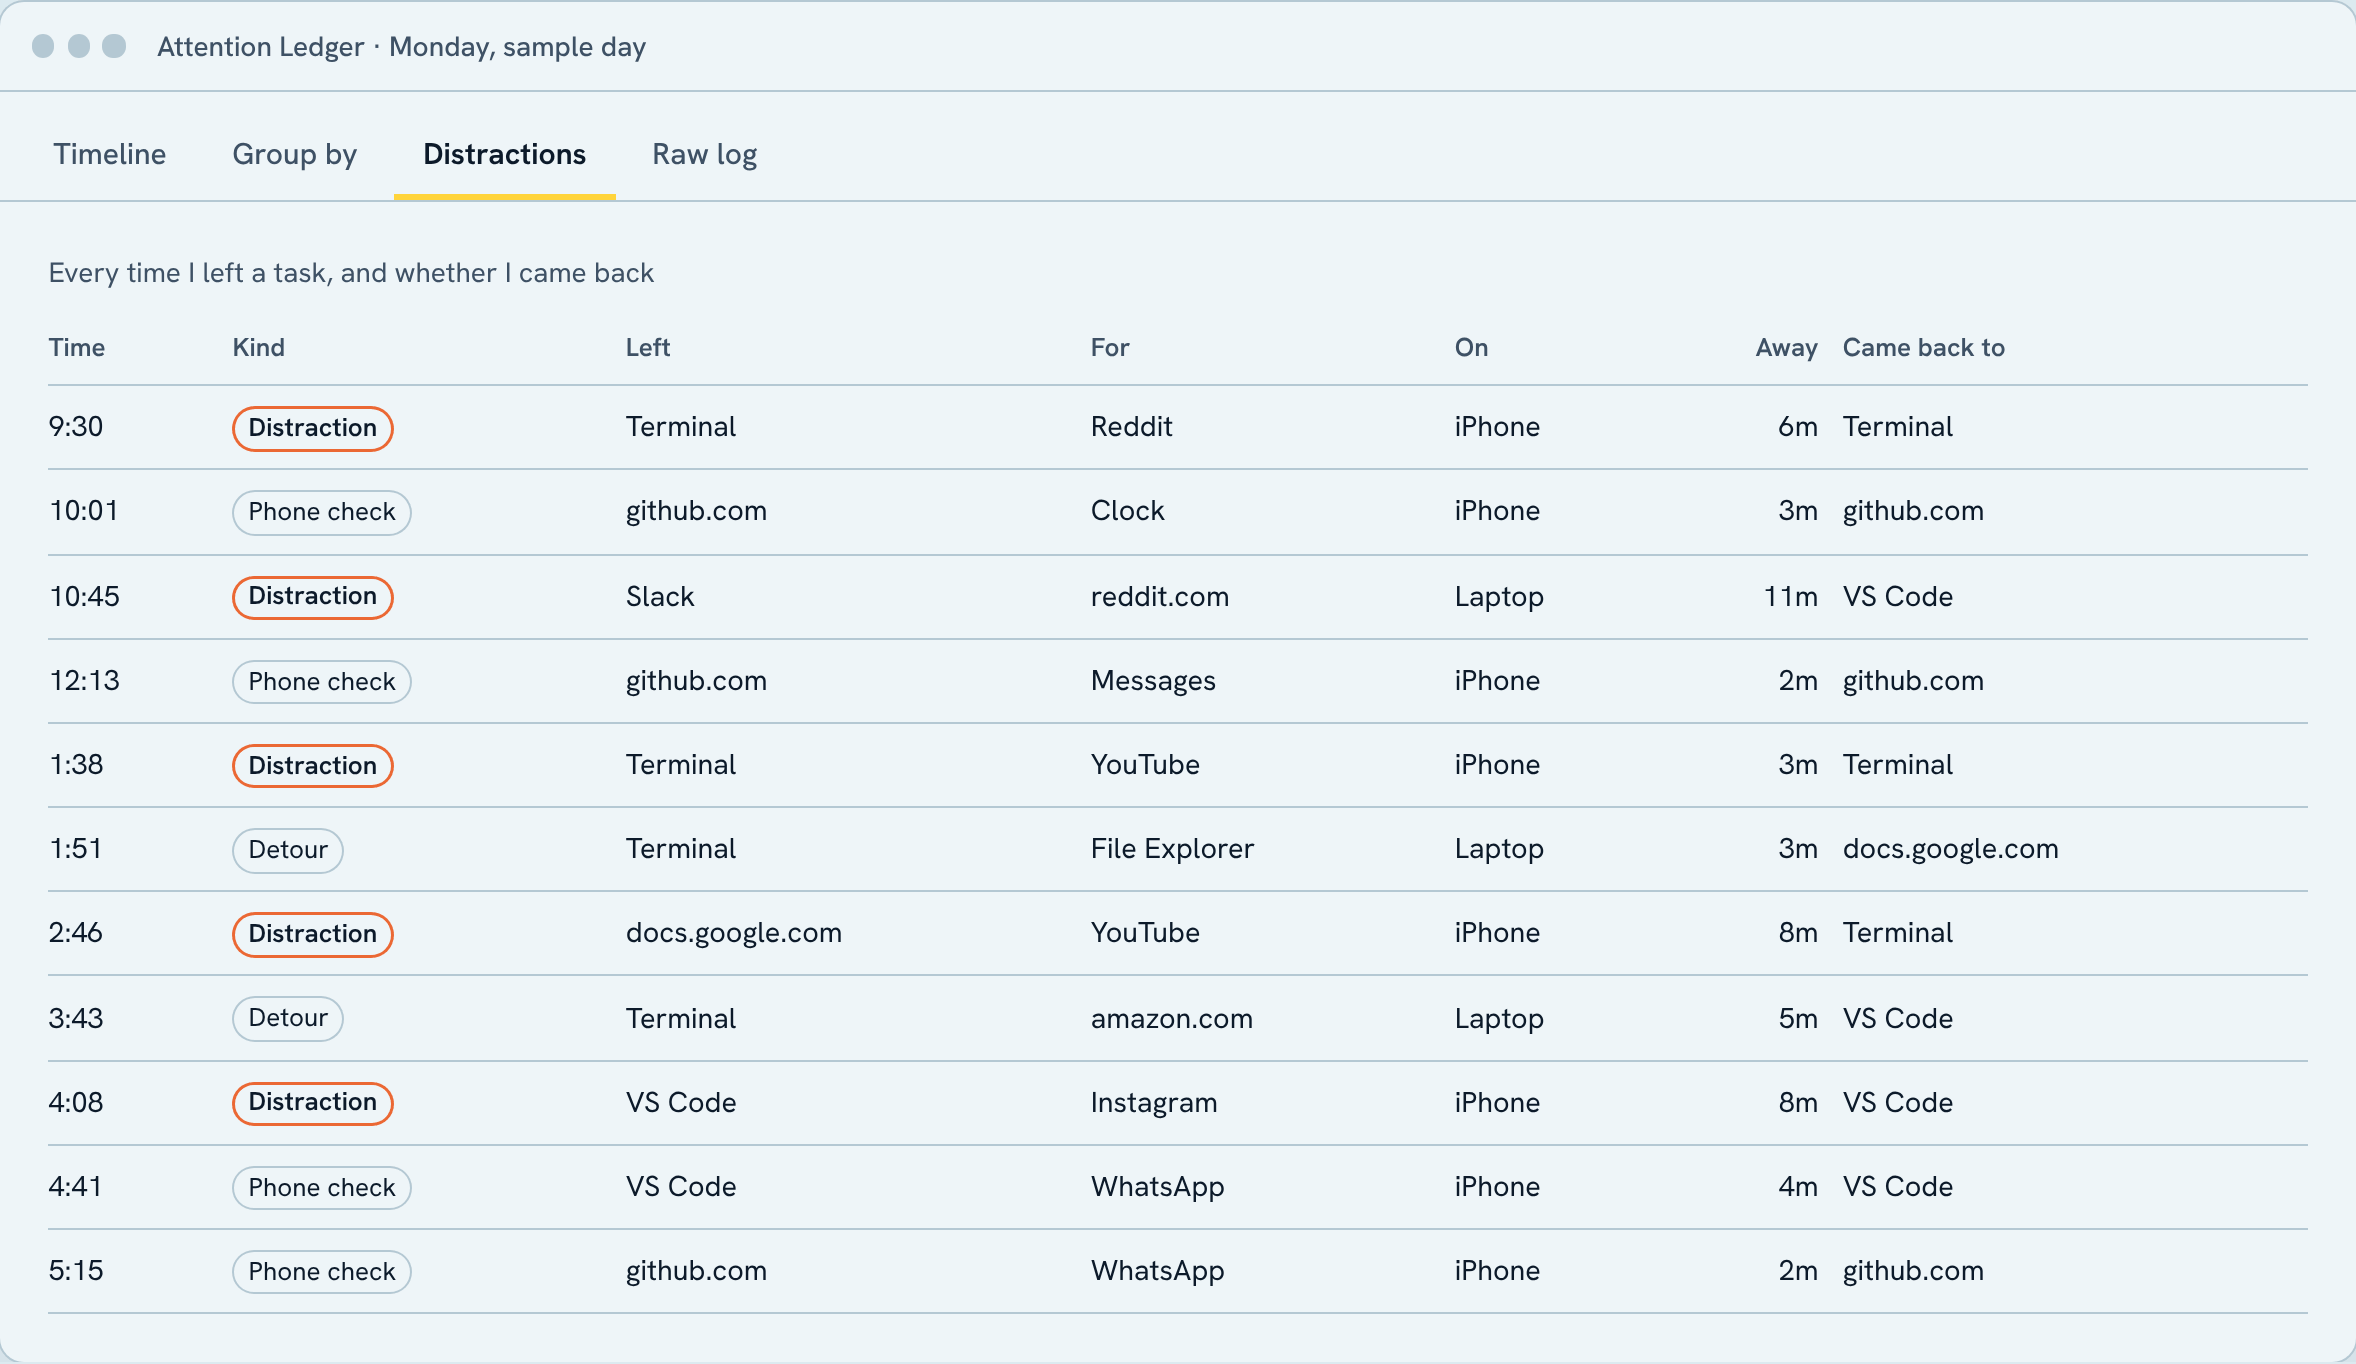 Attention Ledger · Monday, sample day
Timeline Group by Distractions Raw log
Every time I left a task, and whether I came back
Time Kind Left For On Away Came back to
9:30 Distraction Terminal Reddit iPhone 6m Terminal
10:01 Phone check github.com Clock iPhone 3m github.com
10:45 Distraction Slack reddit.com Laptop 11m VS Code
12:13 Phone check github.com Messages iPhone 2m github.com
1:38 Distraction Terminal YouTube iPhone 3m Terminal
1:51 Detour Terminal File Explorer Laptop 3m docs.google.com
2:46 Distraction docs.google.com YouTube iPhone 8m Terminal
3:43 Detour Terminal amazon.com Laptop 5m VS Code
4:08 Distraction VS Code Instagram iPhone 8m VS Code
4:41 Phone check VS Code WhatsApp iPhone 4m VS Code
5:15 Phone check github.com WhatsApp iPhone 2m github.com